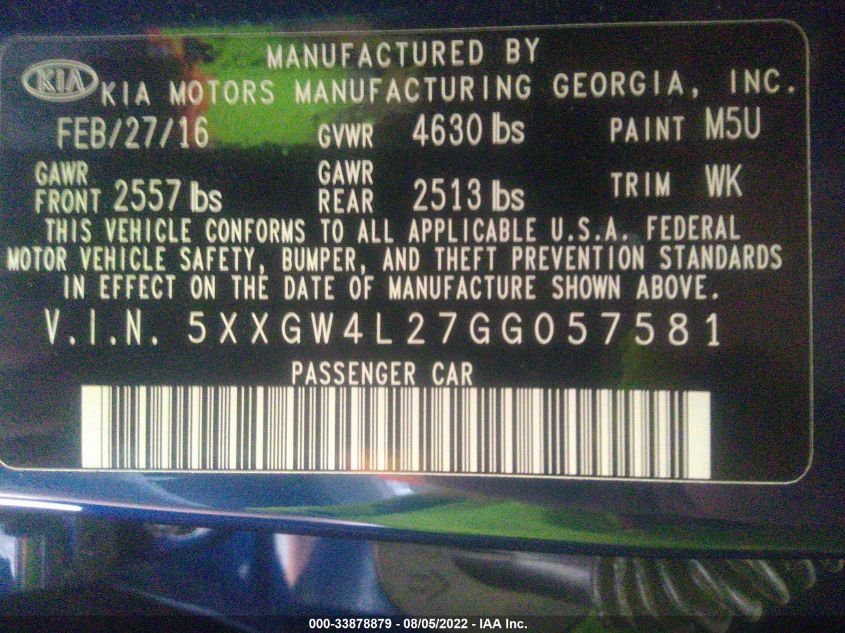 MANUFACTURED BY
KIA KIA MOTORS MANUFACTURING GEORGIA, INC.
FEB/27/16 GVWR 4630 lbs PAINT M5U
GAWR FRONT 2557 lbs GAWR REAR 2513 lbs TRIM WK
THIS VEHICLE CONFORMS TO ALL APPLICABLE U.S.A. FEDERAL
MOTOR VEHICLE SAFETY, BUMPER, AND THEFT PREVENTION STANDARDS
IN EFFECT ON THE DATE OF MANUFACTURE SHOWN ABOVE.
V.I.N. 5XXGW4L27GG057581
PASSENGER CAR
000-33878879 - 08/05/2022 - IAA Inc.